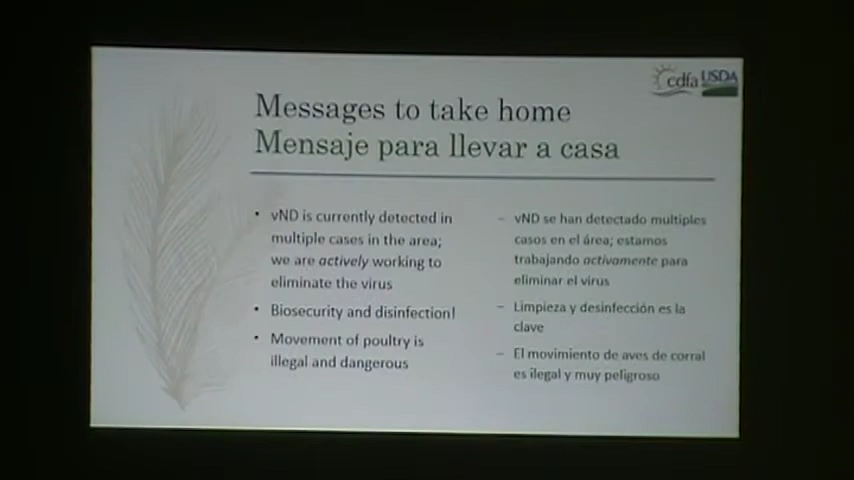 cdfa USDA
Messages to take home
Mensaje para llevar a casa
• vND is currently detected in
multiple cases in the area;
we are actively working to
eliminate the virus
• Biosecurity and disinfection!
• Movement of poultry is
illegal and dangerous
– vND se han detectado multiples
casos en el área; estamos
trabajando activamente para
eliminar el virus
– Limpieza y desinfección es la
clave
– El movimiento de aves de corral
es ilegal y muy peligroso